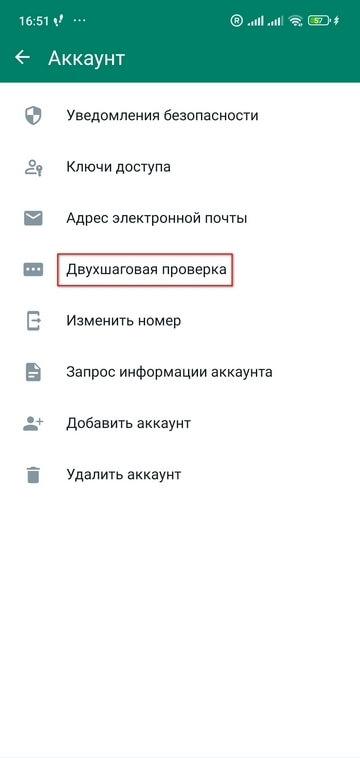 16:51 ... 57
Аккаунт
Уведомления безопасности
Ключи доступа
Адрес электронной почты
Двухшаговая проверка
Изменить номер
Запрос информации аккаунта
Добавить аккаунт
Удалить аккаунт